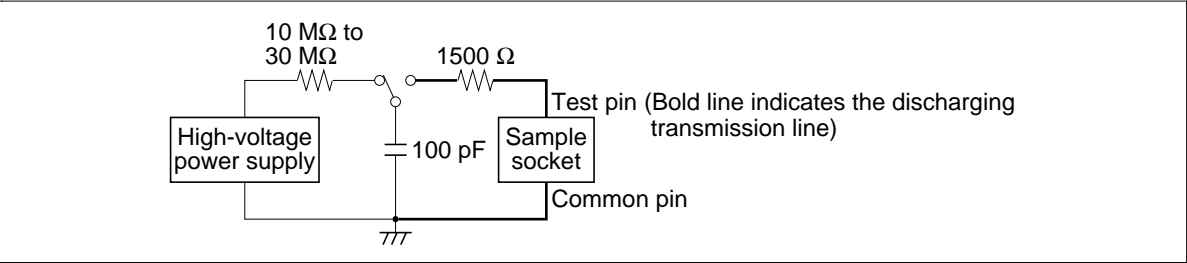 10 MΩ to
30 MΩ
1500 Ω
Test pin (Bold line indicates the discharging
transmission line)
High-voltage
power supply
100 pF
Sample
socket
Common pin